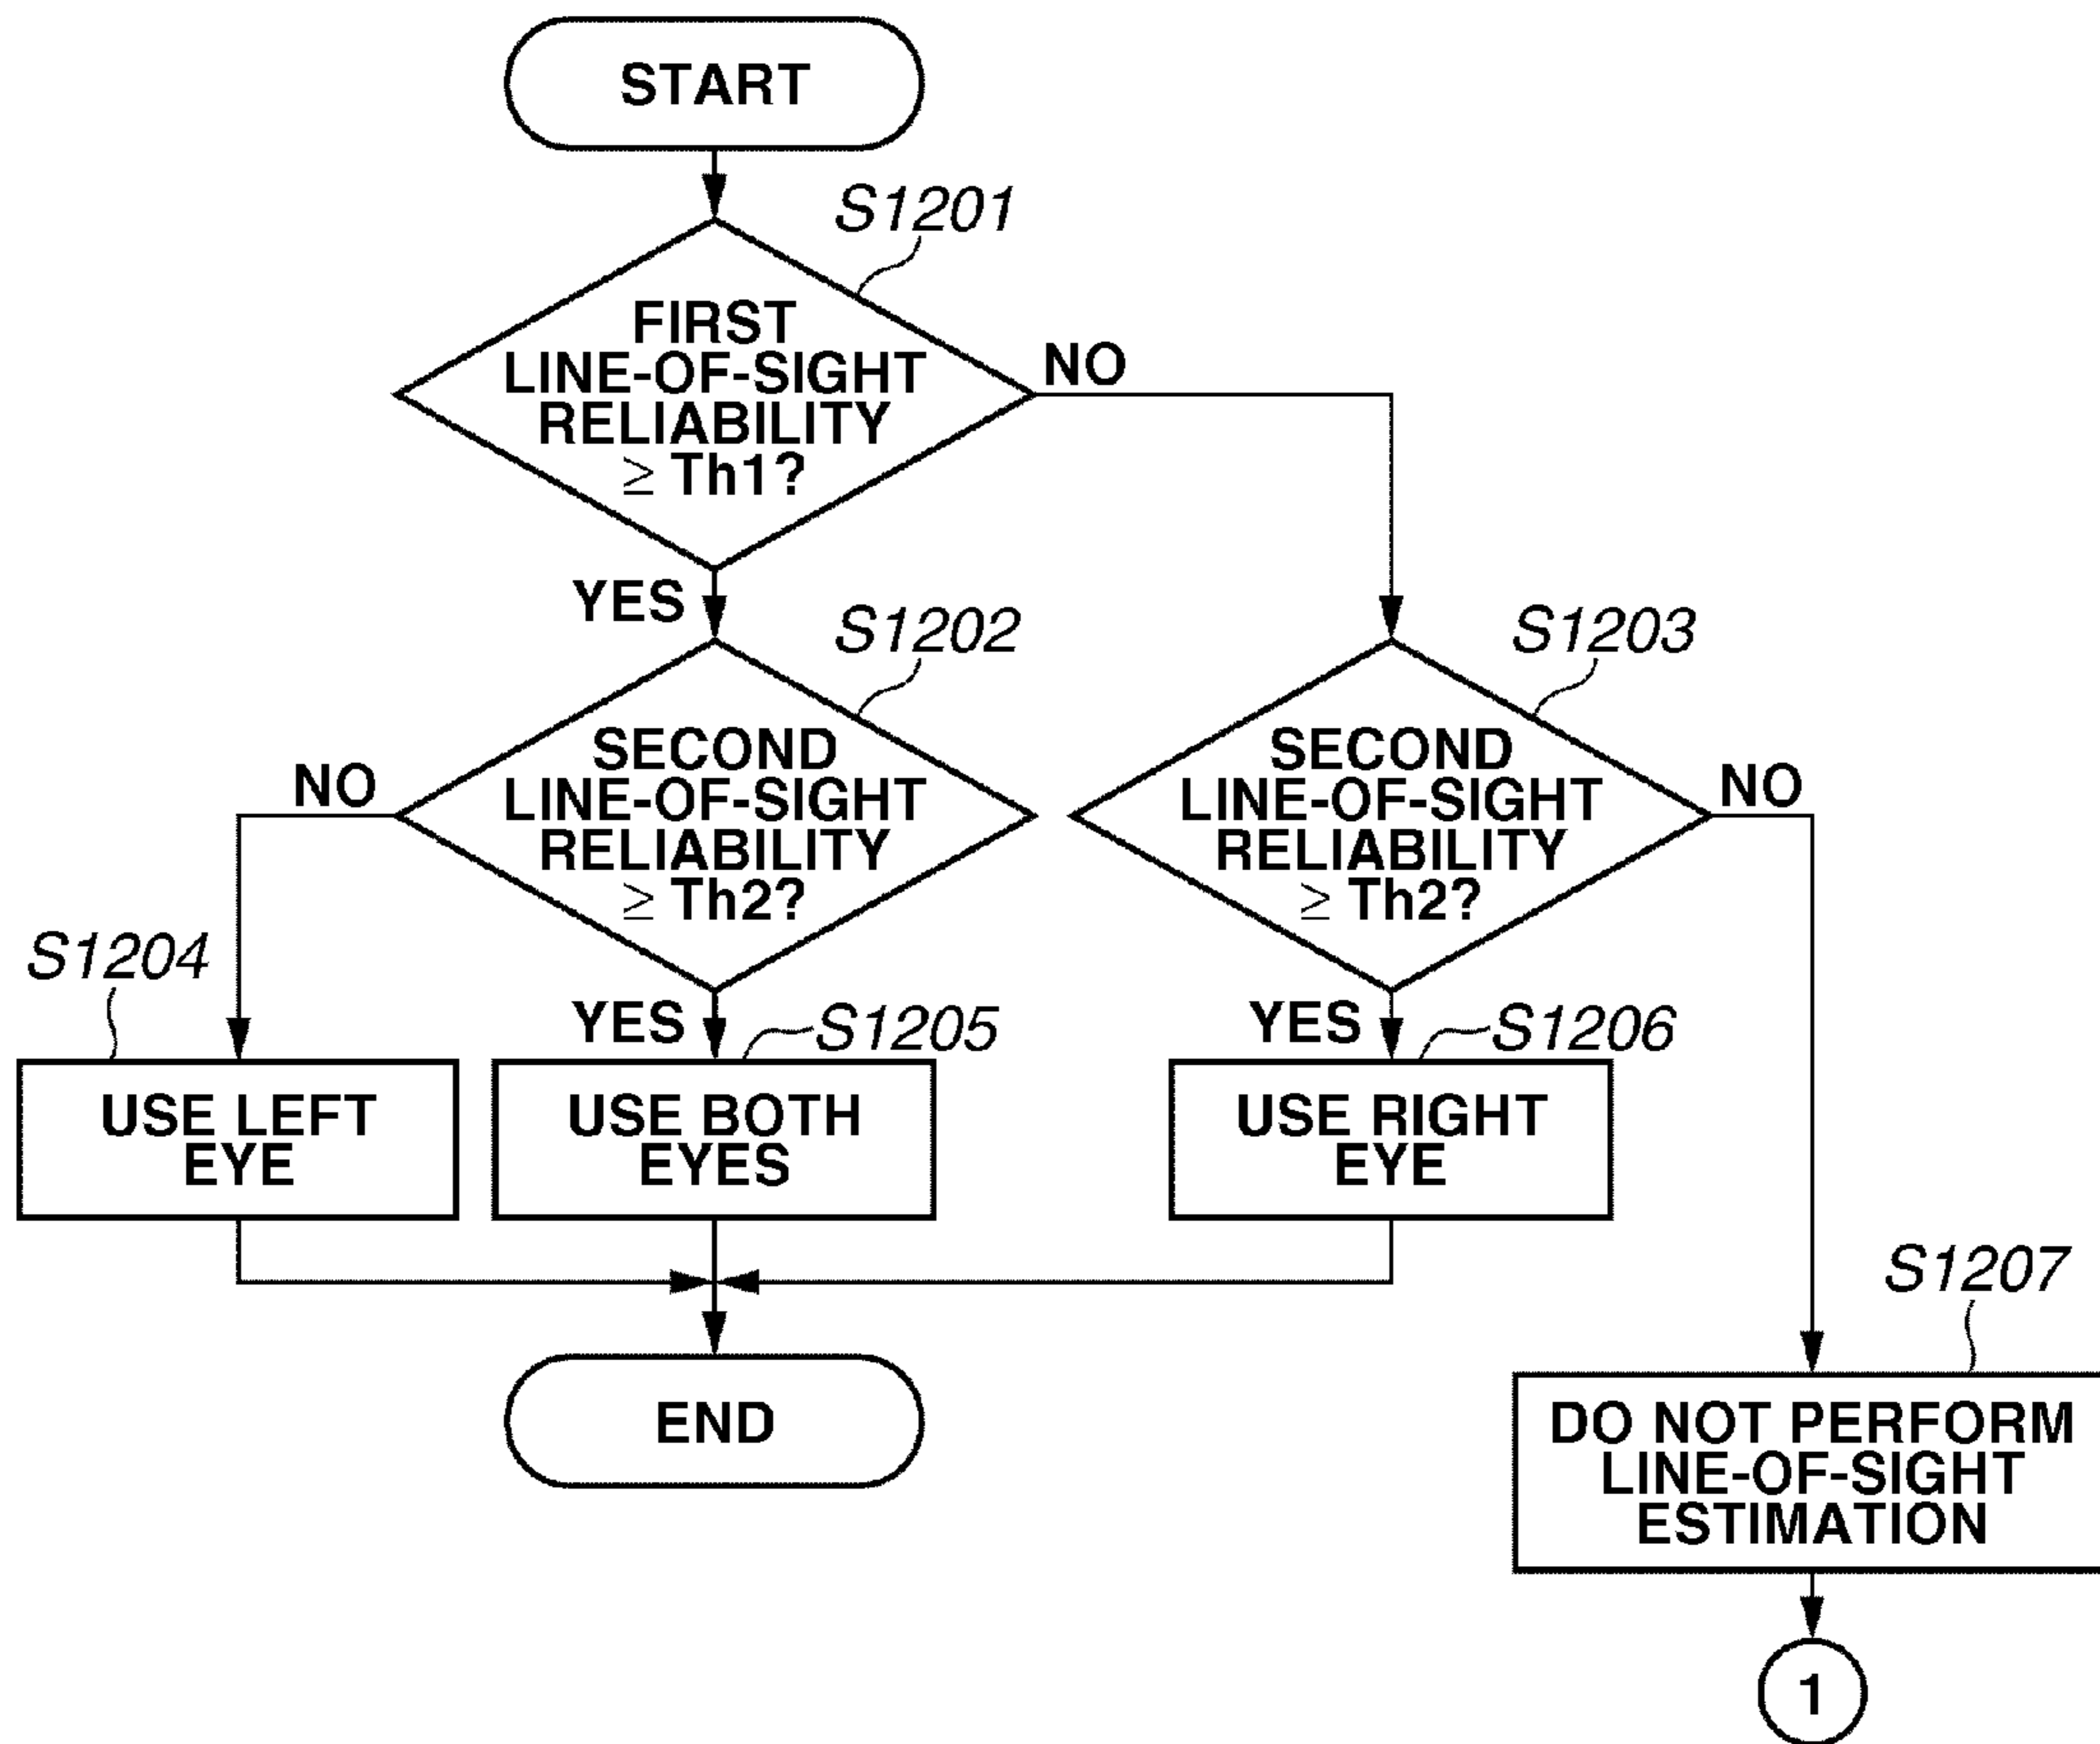 START
S1201
FIRST
LINE-OF-SIGHT
RELIABILITY
≥ Th1?
NO
YES
S1202
SECOND
LINE-OF-SIGHT
RELIABILITY
≥ Th2?
NO
YES
S1203
SECOND
LINE-OF-SIGHT
RELIABILITY
≥ Th2?
NO
YES
S1204
USE LEFT
EYE
S1205
USE BOTH
EYES
S1206
USE RIGHT
EYE
S1207
DO NOT PERFORM
LINE-OF-SIGHT
ESTIMATION
END
1